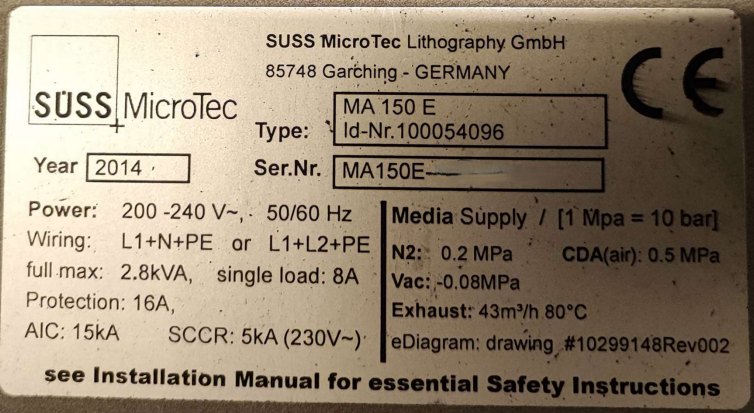 SUSS MicroTec Lithography GmbH
85748 Garching - GERMANY
CE
SUSS MicroTec
Type: MA 150 E
Id-Nr.100054096
Year 2014
Ser.Nr. MA150E-
Power: 200 -240 V~, 50/60 Hz
Wiring: L1+N+PE or L1+L2+PE
full max: 2.8kVA, single load: 8A
Protection: 16A,
AIC: 15kA SCCR: 5kA (230V~)
Media Supply / [1 Mpa = 10 bar]
N2: 0.2 MPa CDA(air): 0.5 MPa
Vac: -0.08MPa
Exhaust: 43m³/h 80°C
eDiagram: drawing #10299148Rev002
see Installation Manual for essential Safety Instructions